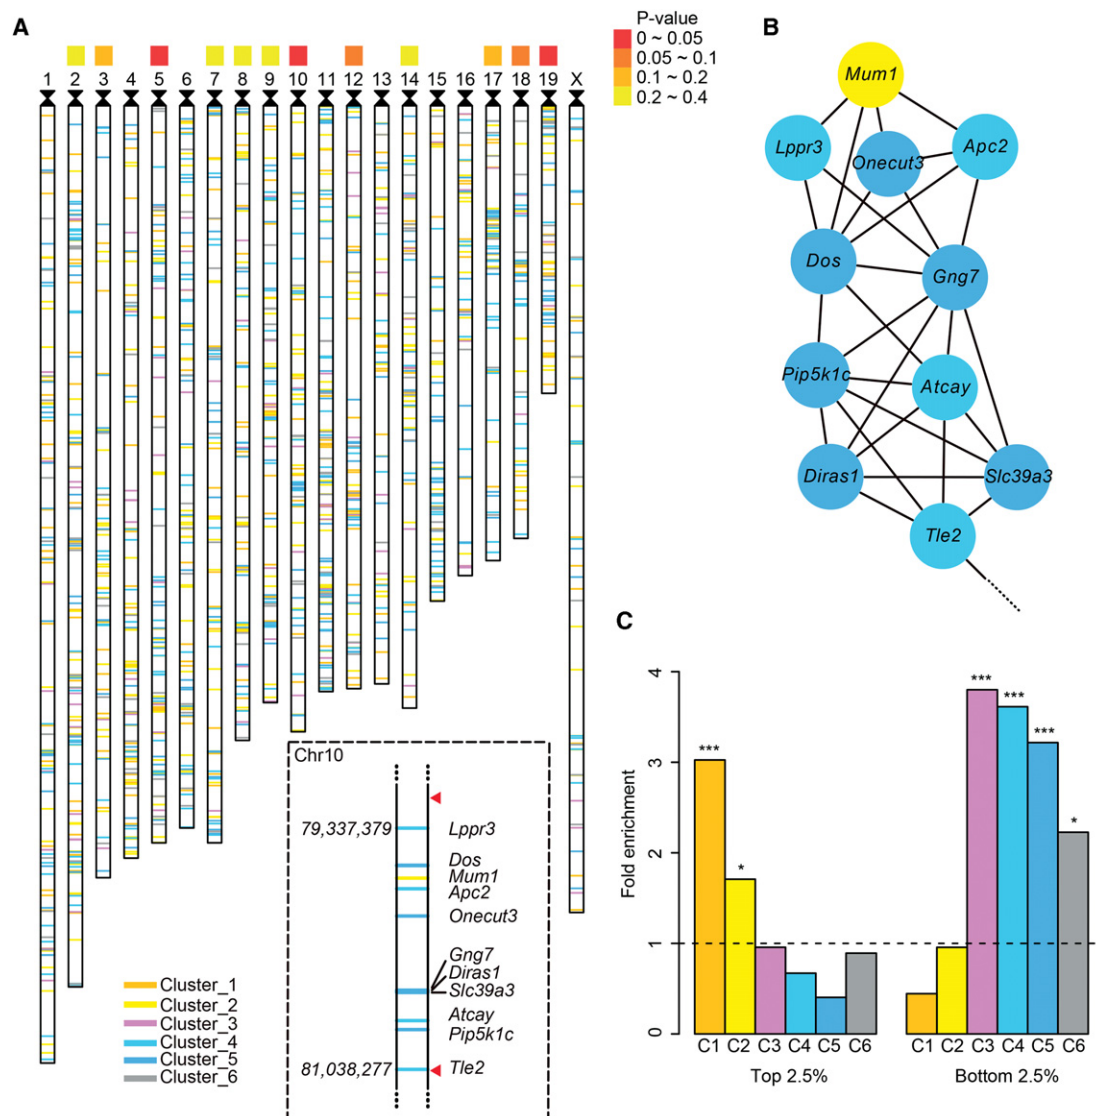 A
P-value
0 ~ 0.05
0.05 ~ 0.1
0.1 ~ 0.2
0.2 ~ 0.4
1 2 3 4 5 6 7 8 9 10 11 12 13 14 15 16 17 18 19 X
Cluster_1
Cluster_2
Cluster_3
Cluster_4
Cluster_5
Cluster_6
Chr10
79,337,379
Lppr3
Dos
Mum1
Apc2
Onecut3
Gng7
Diras1
Slc39a3
Atcay
Pip5k1c
81,038,277
Tle2
B
Mum1
Lppr3
Onecut3
Apc2
Dos
Gng7
Pip5k1c
Atcay
Diras1
Slc39a3
Tle2
C
Fold enrichment
4
3
2
1
0
***
*
***
***
***
*
C1 C2 C3 C4 C5 C6
C1 C2 C3 C4 C5 C6
Top 2.5%
Bottom 2.5%